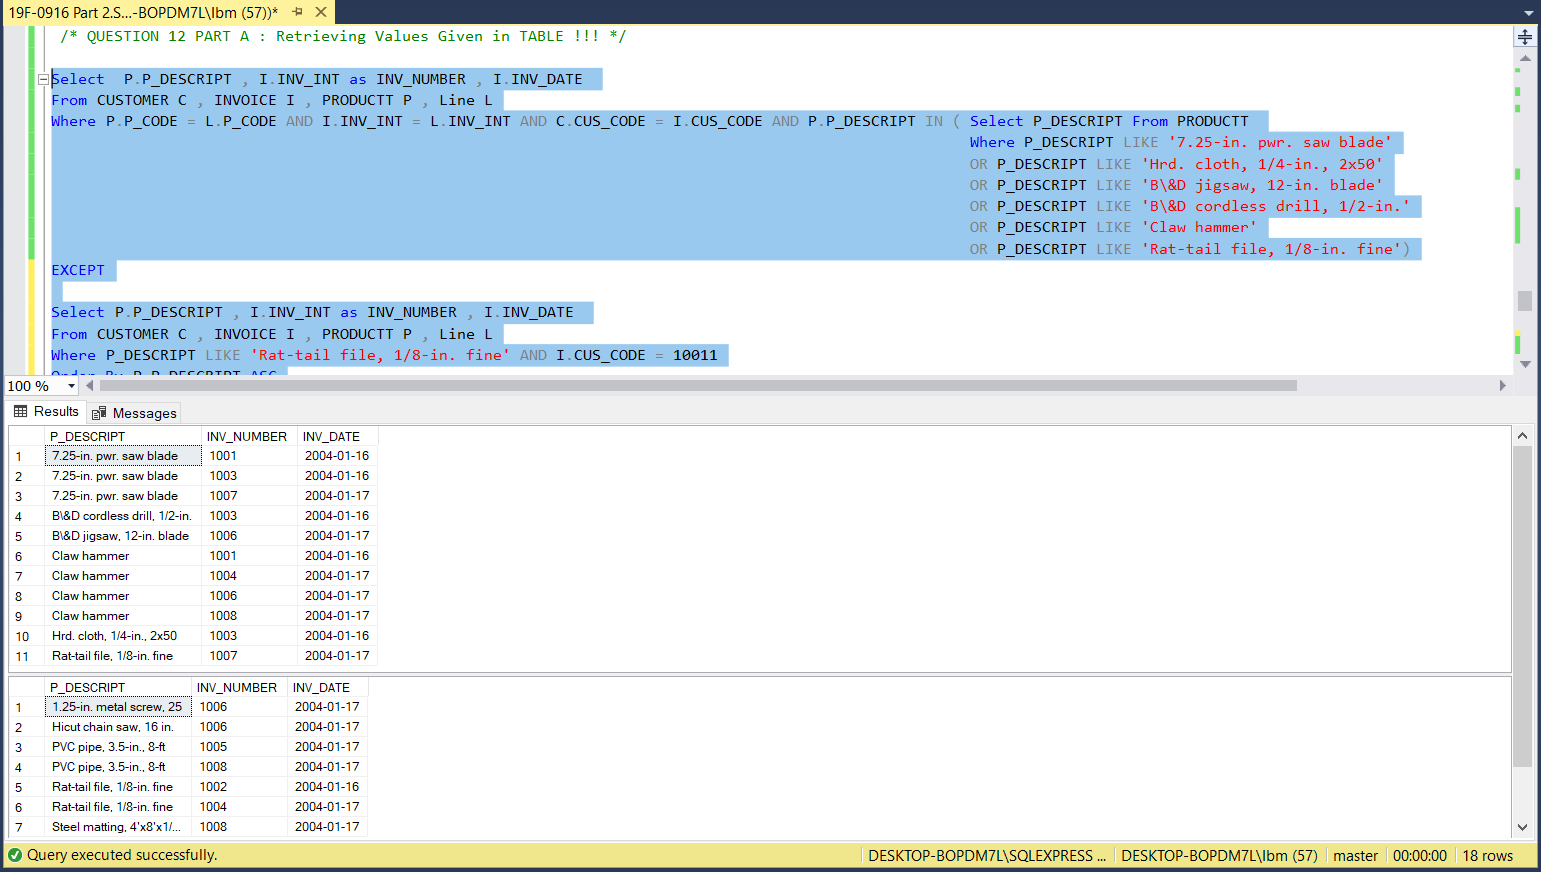 19F-0916 Part 2.S...-BOPDM7L\Ibm (57))*
/* QUESTION 12 PART A : Retrieving Values Given in TABLE !!! */
Select P.P_DESCRIPT , I.INV_INT as INV_NUMBER , I.INV_DATE
From CUSTOMER C , INVOICE I , PRODUCTT P , Line L
Where P.P_CODE = L.P_CODE AND I.INV_INT = L.INV_INT AND C.CUS_CODE = I.CUS_CODE AND P.P_DESCRIPT IN ( Select P_DESCRIPT From PRODUCTT
Where P_DESCRIPT LIKE '7.25-in. pwr. saw blade'
OR P_DESCRIPT LIKE 'Hrd. cloth, 1/4-in., 2x50'
OR P_DESCRIPT LIKE 'B\&D jigsaw, 12-in. blade'
OR P_DESCRIPT LIKE 'B\&D cordless drill, 1/2-in.'
OR P_DESCRIPT LIKE 'Claw hammer'
OR P_DESCRIPT LIKE 'Rat-tail file, 1/8-in. fine')
EXCEPT
Select P.P_DESCRIPT , I.INV_INT as INV_NUMBER , I.INV_DATE
From CUSTOMER C , INVOICE I , PRODUCTT P , Line L
Where P_DESCRIPT LIKE 'Rat-tail file, 1/8-in. fine' AND I.CUS_CODE = 10011
Order By P.P_DESCRIPT ASC
100 %
Results Messages
P_DESCRIPT INV_NUMBER INV_DATE
1 7.25-in. pwr. saw blade 1001 2004-01-16
2 7.25-in. pwr. saw blade 1003 2004-01-16
3 7.25-in. pwr. saw blade 1007 2004-01-17
4 B\&D cordless drill, 1/2-in. 1003 2004-01-16
5 B\&D jigsaw, 12-in. blade 1006 2004-01-17
6 Claw hammer 1001 2004-01-16
7 Claw hammer 1004 2004-01-17
8 Claw hammer 1006 2004-01-17
9 Claw hammer 1008 2004-01-17
10 Hrd. cloth, 1/4-in., 2x50 1003 2004-01-16
11 Rat-tail file, 1/8-in. fine 1007 2004-01-17
P_DESCRIPT INV_NUMBER INV_DATE
1 1.25-in. metal screw, 25 1006 2004-01-17
2 Hicut chain saw, 16 in. 1006 2004-01-17
3 PVC pipe, 3.5-in., 8-ft 1005 2004-01-17
4 PVC pipe, 3.5-in., 8-ft 1008 2004-01-17
5 Rat-tail file, 1/8-in. fine 1002 2004-01-16
6 Rat-tail file, 1/8-in. fine 1004 2004-01-17
7 Steel matting, 4'x8'x1/... 1008 2004-01-17
Query executed successfully. DESKTOP-BOPDM7L\SQLEXPRESS ... DESKTOP-BOPDM7L\Ibm (57) master 00:00:00 18 rows